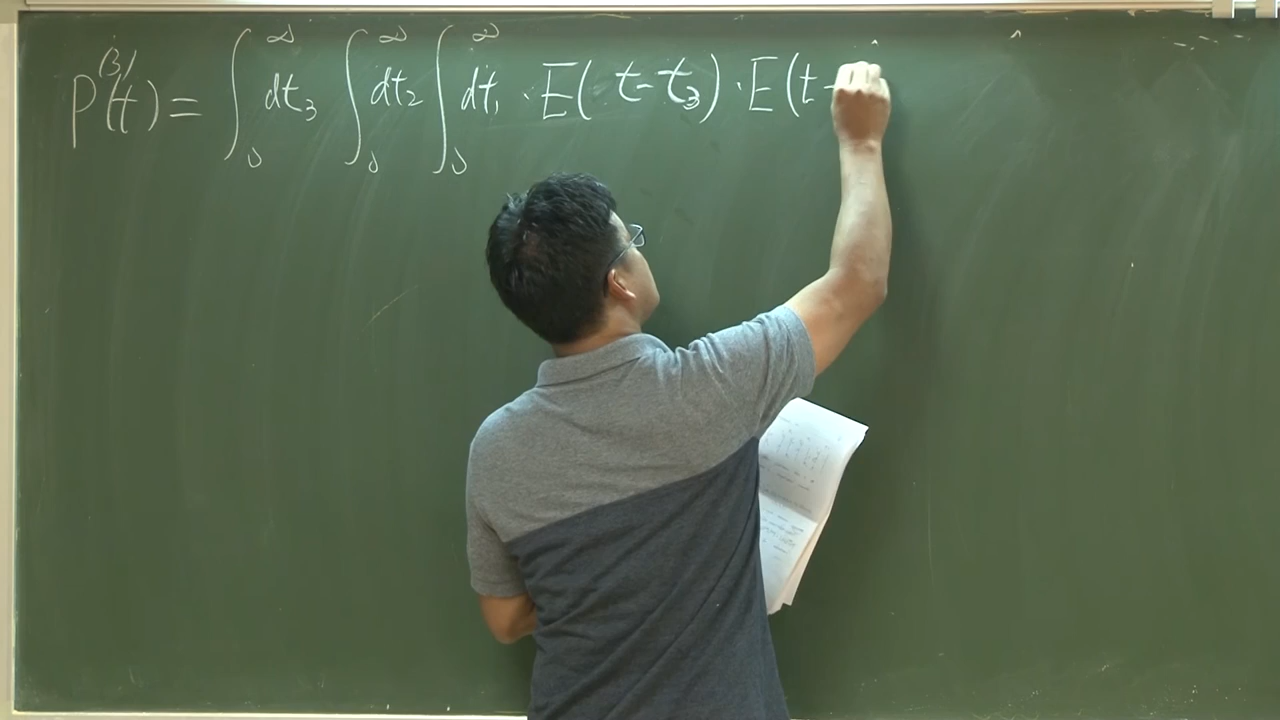 P⁽³⁾(t) = ∫₀^∞ dt₃ ∫₀^∞ dt₂ ∫₀^∞ dt₁ · E(t-t₃) · E(t-